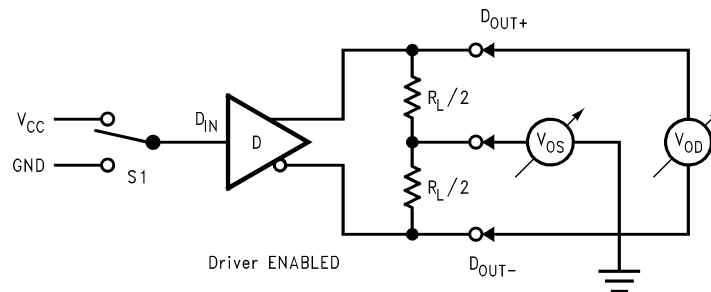 DOUT+
VCC
DIN
D
RL/2
VOS
VOD
GND
S1
RL/2
Driver ENABLED
DOUT-